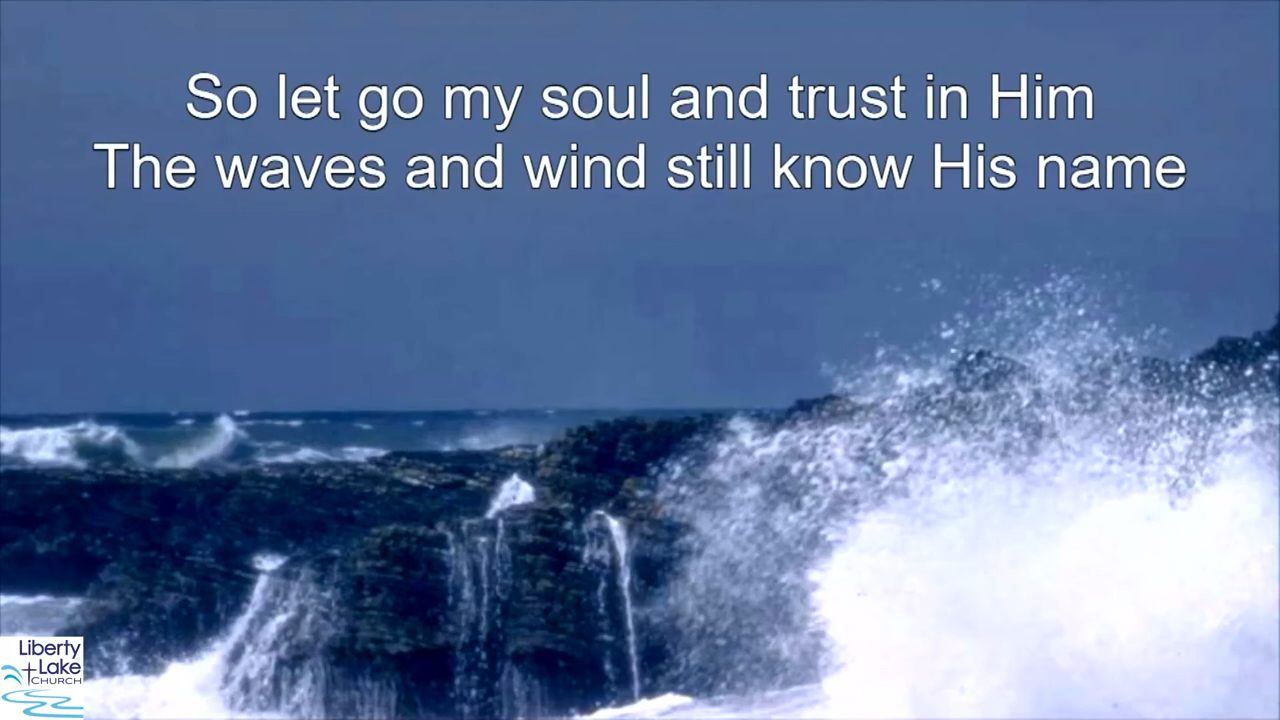 So let go my soul and trust in Him
The waves and wind still know His name
Liberty
Lake
CHURCH